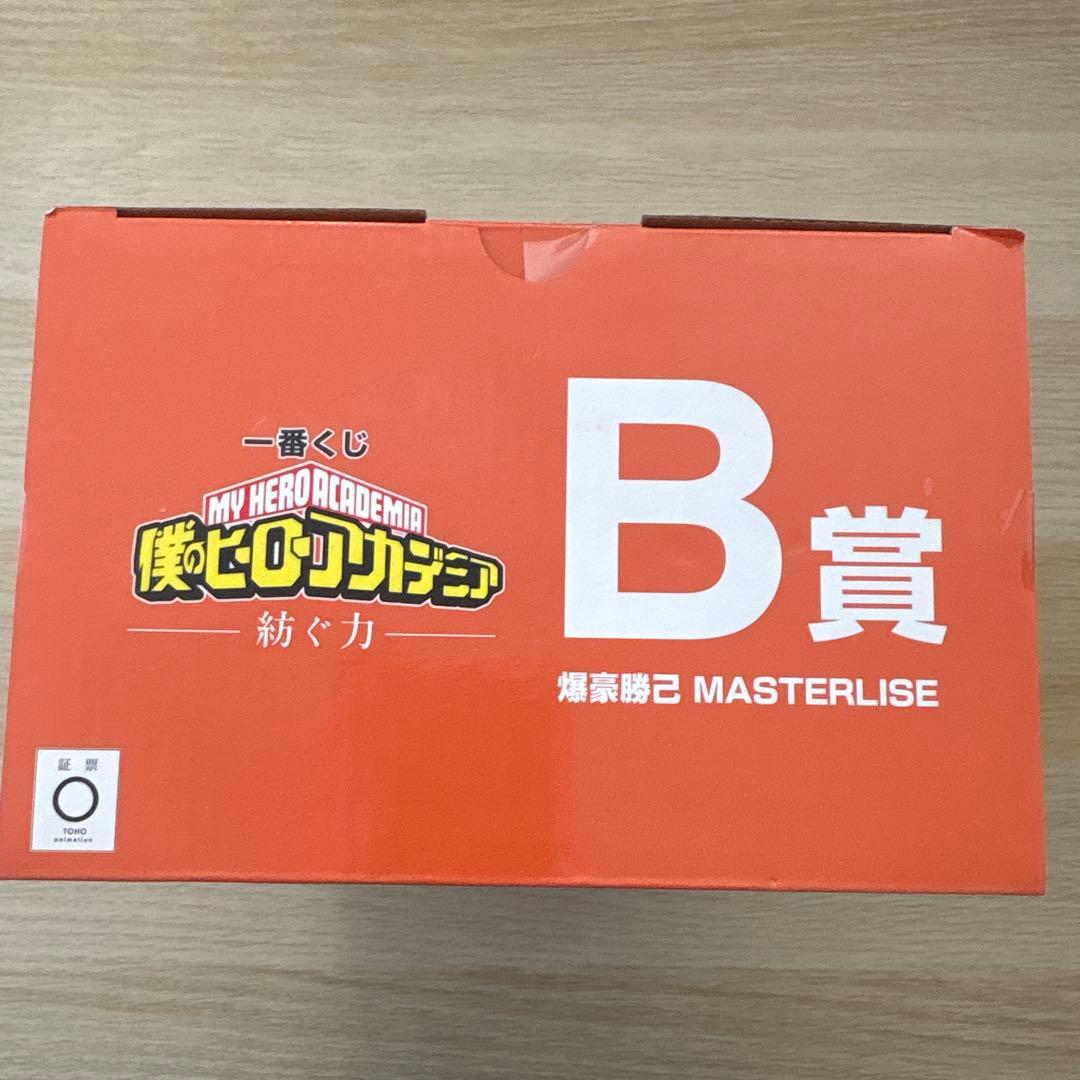 一番くじ
MY HERO ACADEMIA
僕のヒーローアカデミア
紡ぐ力
B賞
爆豪勝己 MASTERLISE
証票
TOHO
animation